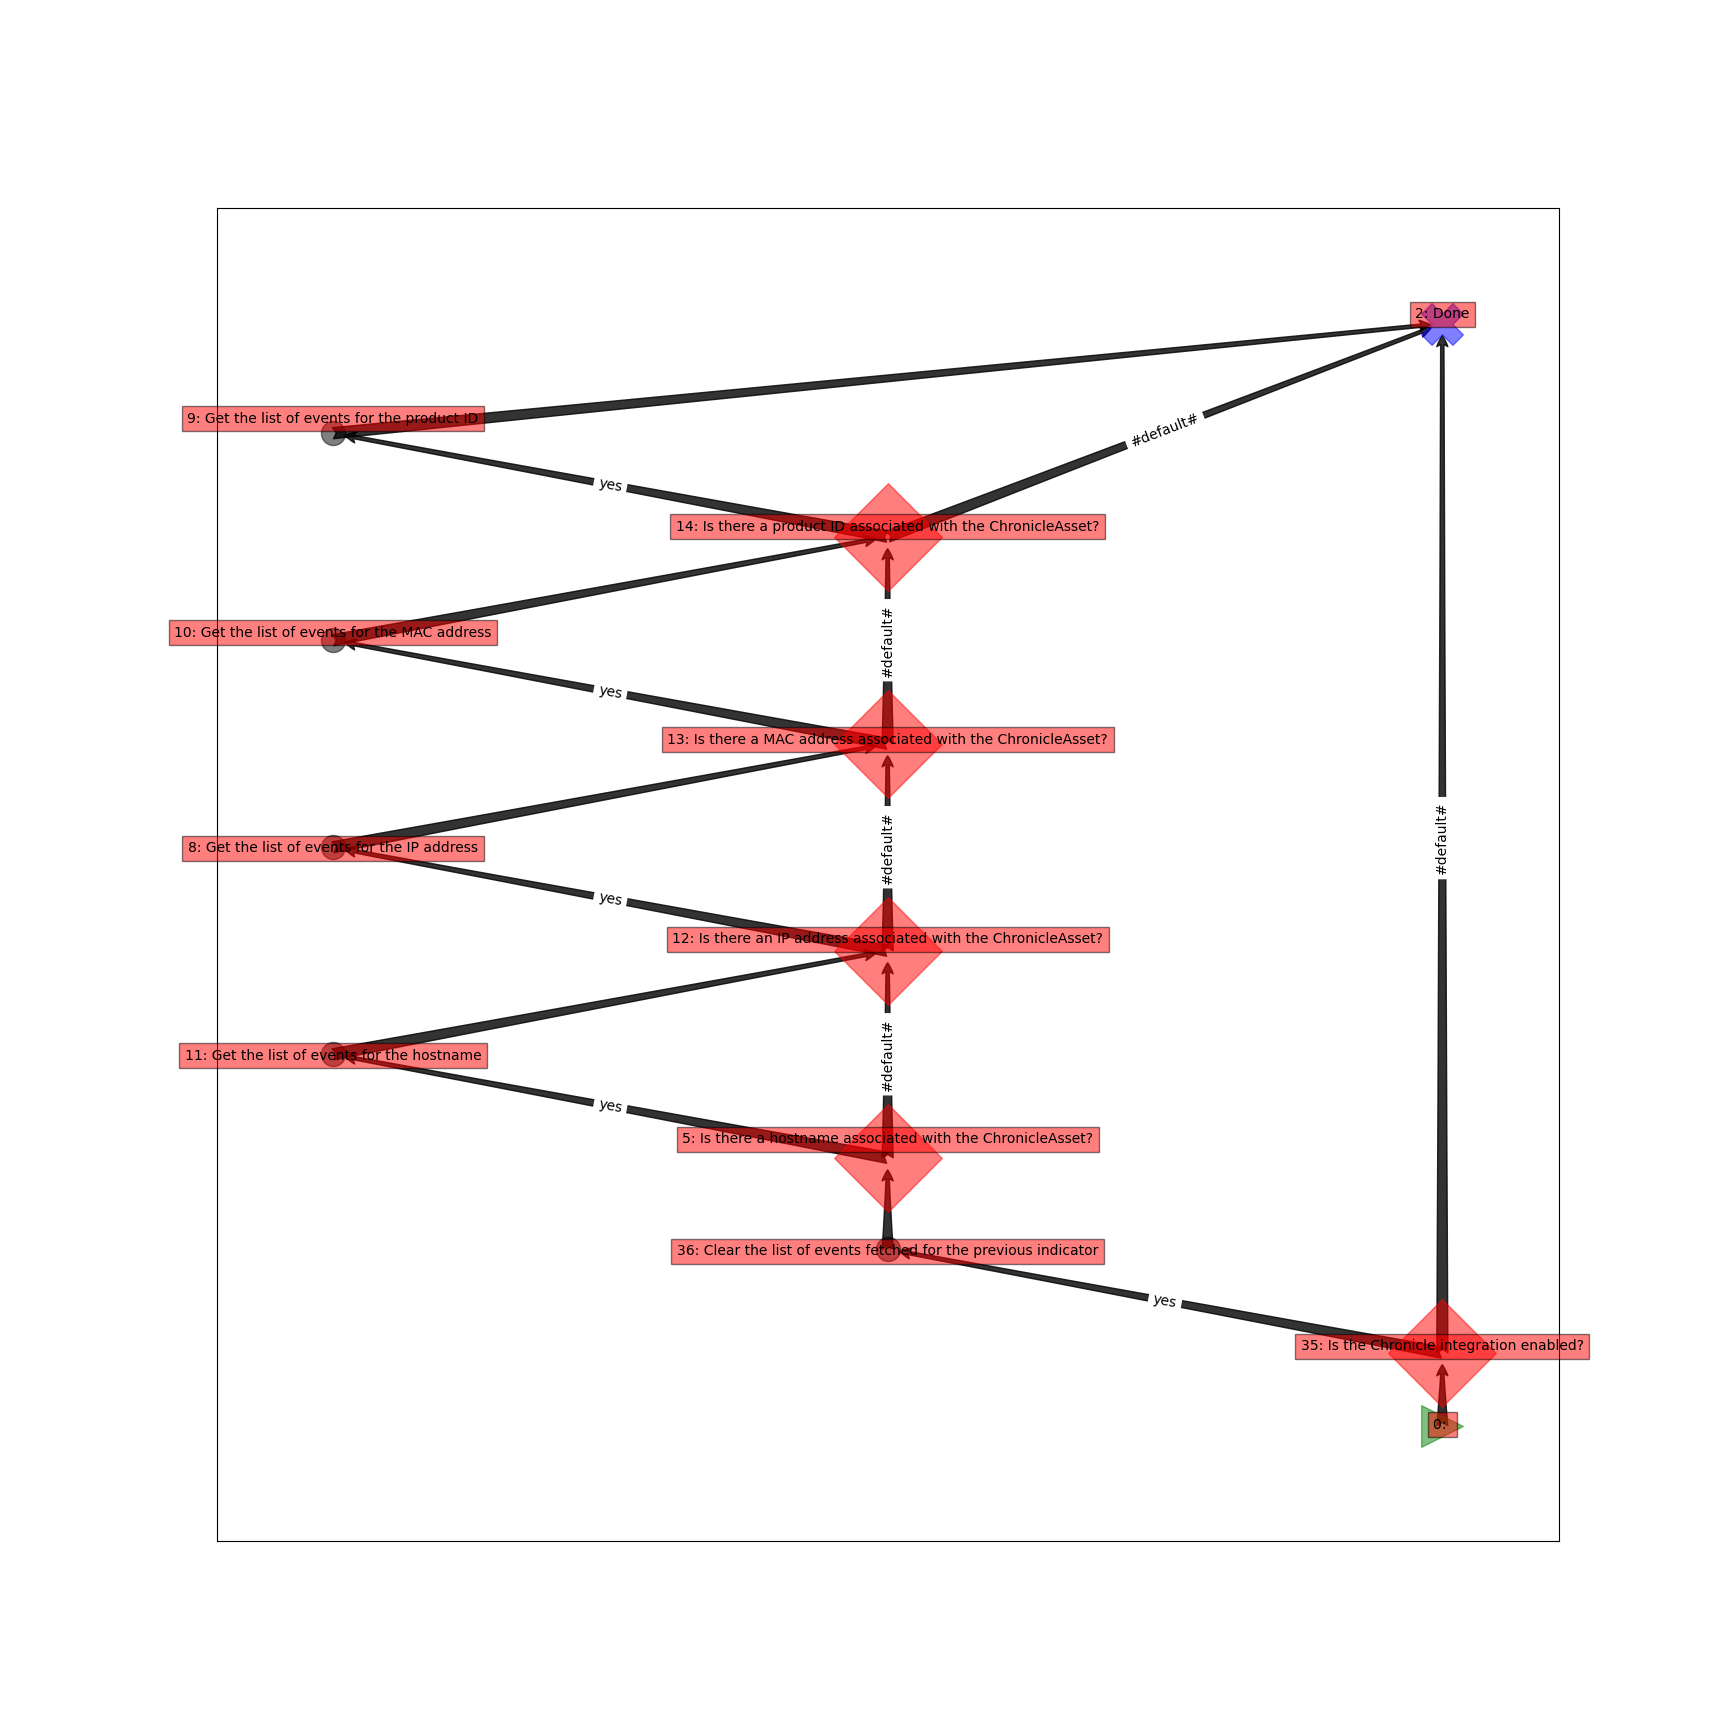 2: Done
9: Get the list of events for the product ID
#default#
yes
14: Is there a product ID associated with the ChronicleAsset?
10: Get the list of events for the MAC address
#default#
yes
13: Is there a MAC address associated with the ChronicleAsset?
8: Get the list of events for the IP address
#default#
#default#
yes
12: Is there an IP address associated with the ChronicleAsset?
11: Get the list of events for the hostname
#default#
yes
5: Is there a hostname associated with the ChronicleAsset?
36: Clear the list of events fetched for the previous indicator
yes
35: Is the Chronicle integration enabled?
0: